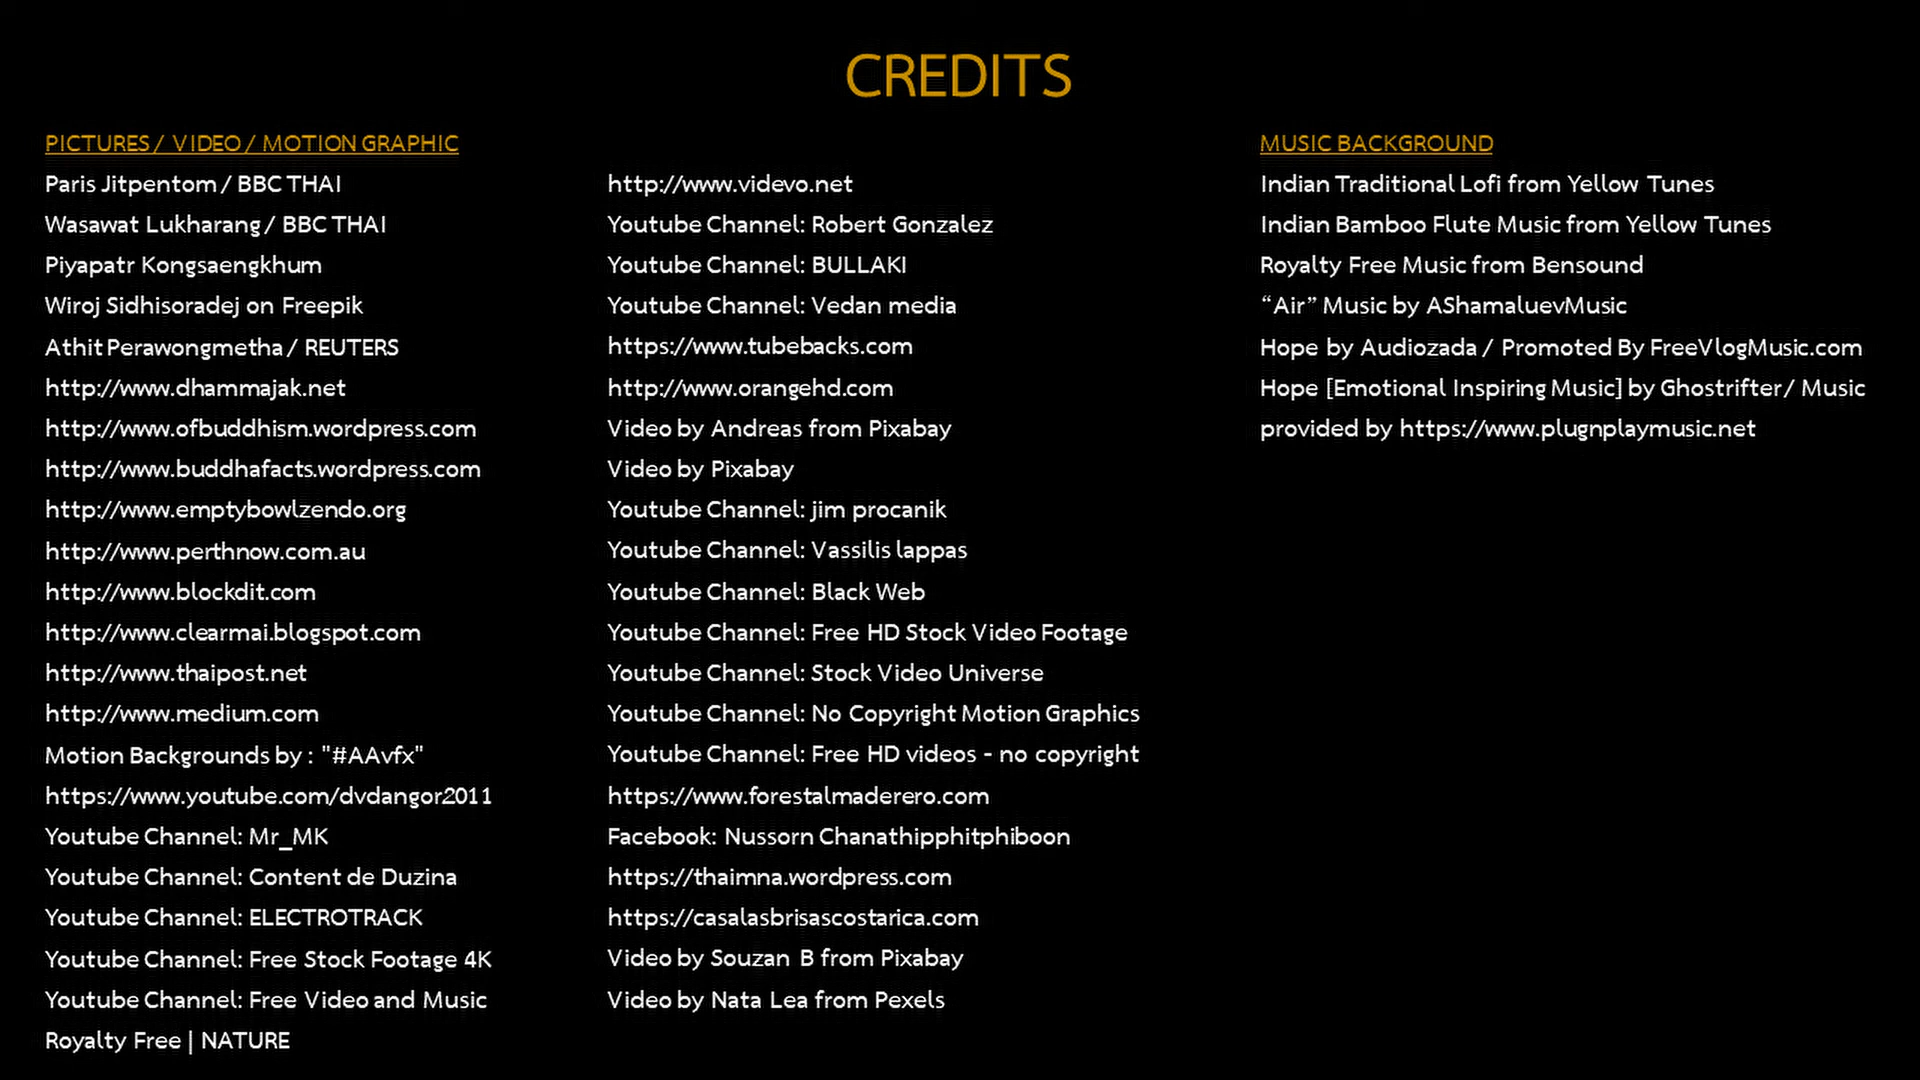 CREDITS
PICTURES / VIDEO / MOTION GRAPHIC
Paris Jitpentom / BBC THAI
Wasawat Lukharang / BBC THAI
Piyapatr Kongsaengkhum
Wiroj Sidhisoradej on Freepik
Athit Perawongmetha / REUTERS
http://www.dhammajak.net
http://www.ofbuddhism.wordpress.com
http://www.buddhafacts.wordpress.com
http://www.emptybowlzendo.org
http://www.perthnow.com.au
http://www.blockdit.com
http://www.clearmai.blogspot.com
http://www.thaipost.net
http://www.medium.com
Motion Backgrounds by : "#AAvfx"
https://www.youtube.com/dvdangor2011
Youtube Channel: Mr_MK
Youtube Channel: Content de Duzina
Youtube Channel: ELECTROTRACK
Youtube Channel: Free Stock Footage 4K
Youtube Channel: Free Video and Music
Royalty Free | NATURE
http://www.videvo.net
Youtube Channel: Robert Gonzalez
Youtube Channel: BULLAKI
Youtube Channel: Vedan media
https://www.tubebacks.com
http://www.orangehd.com
Video by Andreas from Pixabay
Video by Pixabay
Youtube Channel: jim procanik
Youtube Channel: Vassilis lappas
Youtube Channel: Black Web
Youtube Channel: Free HD Stock Video Footage
Youtube Channel: Stock Video Universe
Youtube Channel: No Copyright Motion Graphics
Youtube Channel: Free HD videos - no copyright
https://www.forestalmaderero.com
Facebook: Nussorn Chanathipphitphiboon
https://thaimna.wordpress.com
https://casalasbrisascostarica.com
Video by Souzan B from Pixabay
Video by Nata Lea from Pexels
MUSIC BACKGROUND
Indian Traditional Lofi from Yellow Tunes
Indian Bamboo Flute Music from Yellow Tunes
Royalty Free Music from Bensound
“Air” Music by AShamaluevMusic
Hope by Audiozada / Promoted By FreeVlogMusic.com
Hope [Emotional Inspiring Music] by Ghostrifter / Music
provided by https://www.plugnplaymusic.net